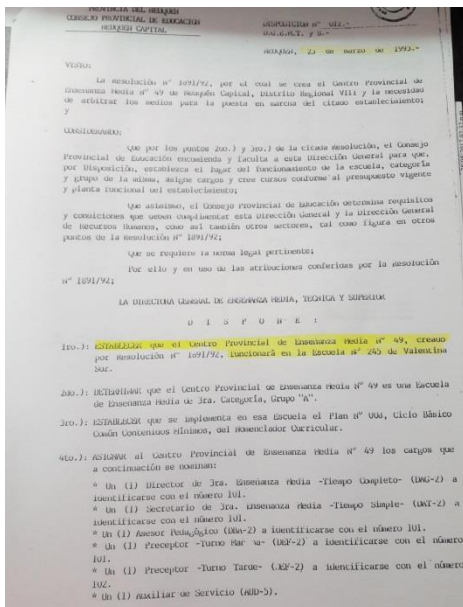 PROVINCIA DEL NEUQUEN
CONSEJO PROVINCIAL DE EDUCACION
NEUQUEN CAPITAL
DISPOSICION N° 012.-
D.G.E.M.T. y S.-
NEUQUEN, 23 de marzo de 1993.-
VISTO:
La Resolución N° 1891/92, por el cual se crea el Centro Provincial de
Enseñanza Media N° 49 de Neuquén Capital, Distrito Regional VIII y la necesidad
de arbitrar los medios para la puesta en marcha del citado establecimiento;
y
CONSIDERANDO:
Que por los puntos 2do.) y 3ro.) de la citada Resolución, el Consejo
Provincial de Educación encomienda y faculta a esta Dirección General para que,
por Disposición, establezca el lugar del funcionamiento de la escuela, categoría
y grupo de la misma, asigne cargos y cree cursos conforme al presupuesto vigente
y planta funcional del establecimiento;
Que asimismo, el Consejo Provincial de Educación determina requisitos
y condiciones que deben cumplimentar esta Dirección General y la Dirección General
de Recursos Humanos, como así también otros sectores, tal como figura en otros
puntos de la Resolución N° 1891/92;
Que se requiere la norma legal pertinente;
Por ello y en uso de las atribuciones conferidas por la Resolución
N° 1891/92;
LA DIRECTORA GENERAL DE ENSEÑANZA MEDIA, TECNICA Y SUPERIOR
D I S P O N E :
1ro.): ESTABLECER que el Centro Provincial de Enseñanza Media N° 49, creado
por Resolución N° 1891/92, funcionará en la Escuela N° 245 de Valentina
Sur.
2do.): DETERMINAR que el Centro Provincial de Enseñanza Media N° 49 es una Escuela
de Enseñanza Media de 3ra. Categoría, Grupo "A".
3ro.): ESTABLECER que se implementa en esa Escuela el Plan N° 008, Ciclo Básico
Común Contenidos Mínimos, del Nomenclador Curricular.
4to.): ASIGNAR al Centro Provincial de Enseñanza Media N° 49 los cargos que
a continuación se nominan:
* Un (1) Director de 3ra. Enseñanza Media -Tiempo Completo- (DAG-2) a
identificarse con el número 101.
* Un (1) Secretario de 3ra. Enseñanza Media -Tiempo Simple- (DAT-2) a
identificarse con el número 101.
* Un (1) Asesor Pedagógico (DBA-2) a identificarse con el número 101.
* Un (1) Preceptor -Turno (DEF-2) a identificarse con el número
101.
* Un (1) Preceptor -Turno Tarde- (DEF-2) a identificarse con el número
102.
* Un (1) Auxiliar de Servicio (AUD-5).